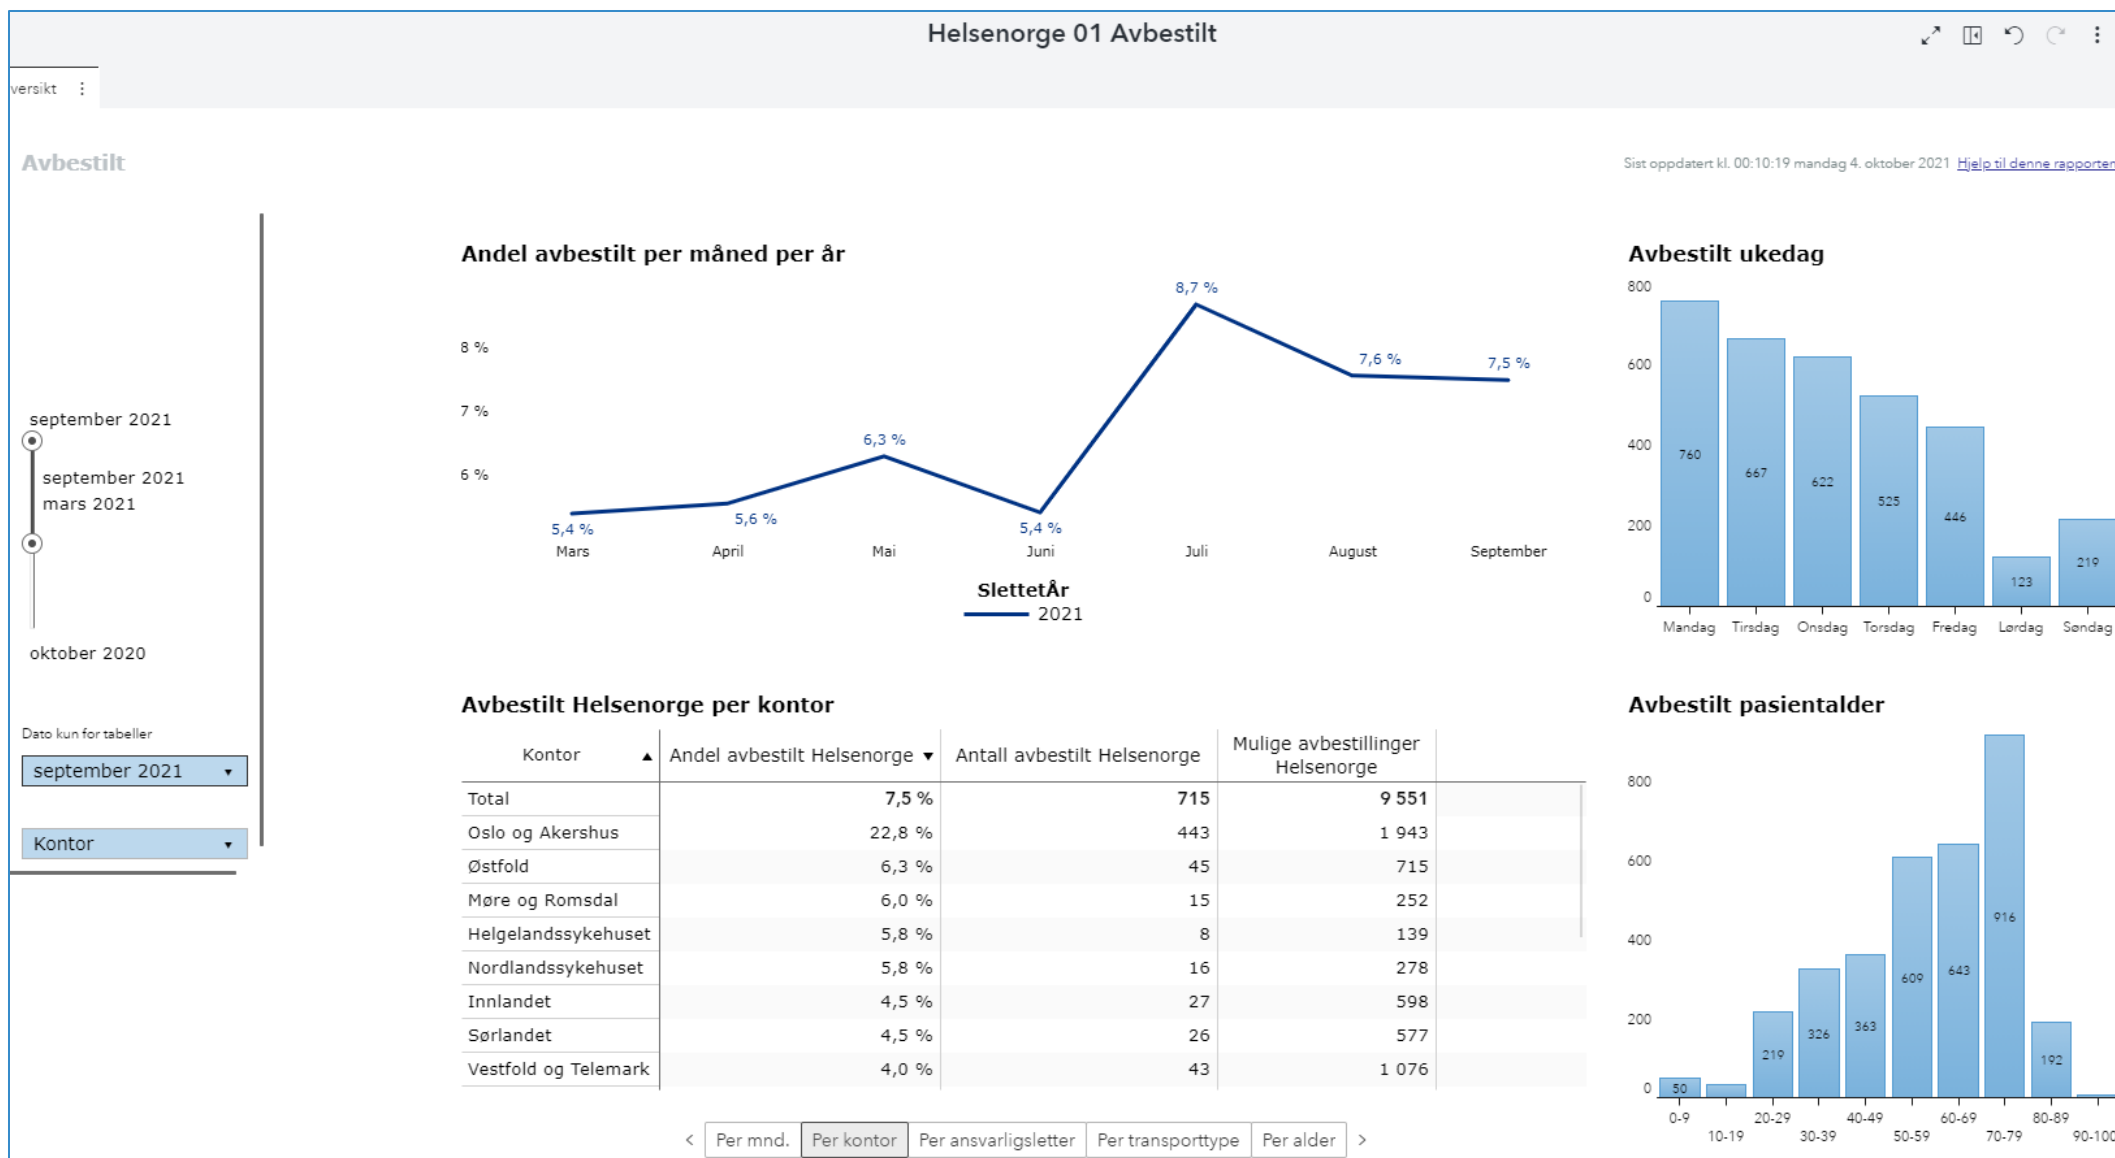 Helsenorge 01 Avbestilt
versikt
Avbestilt
Sist oppdatert kl. 00:10:19 mandag 4. oktober 2021 Hjelp til denne rapporten
september 2021
september 2021
mars 2021
oktober 2020
Dato kun for tabeller
september 2021
Kontor
Andel avbestilt per måned per år
8 %
7 %
6 %
5,4 %
5,6 %
6,3 %
5,4 %
8,7 %
7,6 %
7,5 %
Mars April Mai Juni Juli August September
SlettetÅr
2021
Avbestilt ukedag
800
600
400
200
0
760 667 622 525 446 123 219
Mandag Tirsdag Onsdag Torsdag Fredag Lørdag Søndag
Avbestilt Helsenorge per kontor
Kontor Andel avbestilt Helsenorge Antall avbestilt Helsenorge Mulige avbestillinger
Helsenorge
Total 7,5 % 715 9 551
Oslo og Akershus 22,8 % 443 1 943
Østfold 6,3 % 45 715
Møre og Romsdal 6,0 % 15 252
Helgelandssykehuset 5,8 % 8 139
Nordlandssykehuset 5,8 % 16 278
Innlandet 4,5 % 27 598
Sørlandet 4,5 % 26 577
Vestfold og Telemark 4,0 % 43 1 076
Per mnd. Per kontor Per ansvarligsletter Per transporttype Per alder
Avbestilt pasientalder
800
600
400
200
0
50 219 326 363 609 643 916 192
0-9 20-29 40-49 60-69 80-89
10-19 30-39 50-59 70-79 90-100